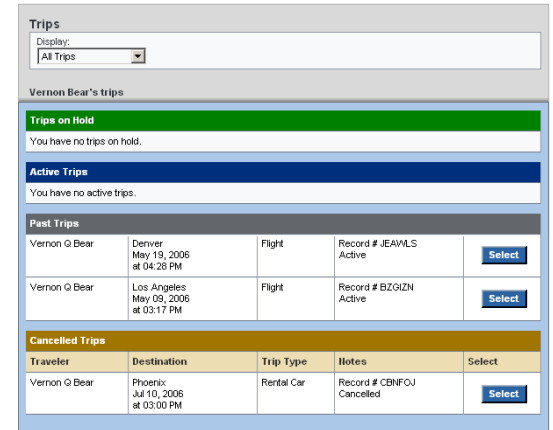 Trips
Display:
All Trips
Vernon Bear's trips
Trips on Hold
You have no trips on hold.
Active Trips
You have no active trips.
Past Trips
Vernon Q Bear Denver Flight Record # JEAWLS Select
May 19, 2006 Active
at 04:28 PM
Vernon Q Bear Los Angeles Flight Record # BZGIZN Select
May 09, 2006 Active
at 03:17 PM
Cancelled Trips
Traveler Destination Trip Type Notes Select
Vernon Q Bear Phoenix Rental Car Record # CBNFOJ Select
Jul 10, 2006 Cancelled
at 03:00 PM